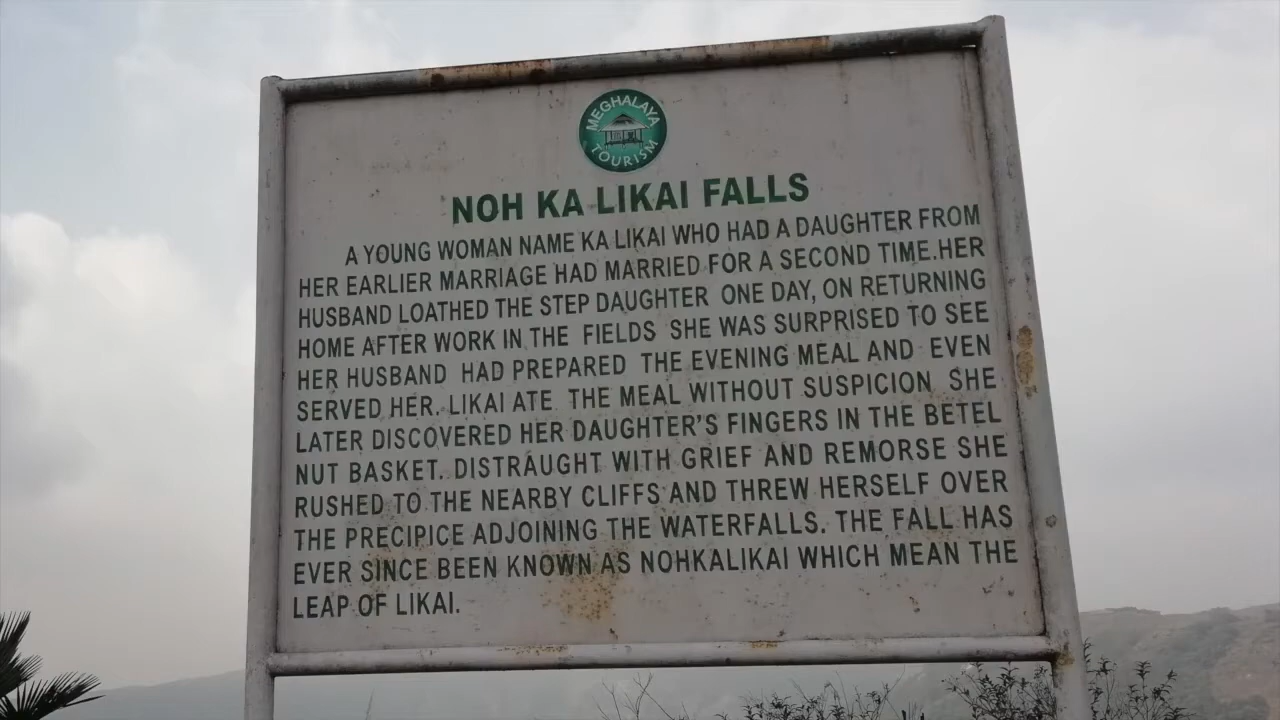 MEGHALAYA
TOURISM
NOH KA LIKAI FALLS
A YOUNG WOMAN NAME KA LIKAI WHO HAD A DAUGHTER FROM
HER EARLIER MARRIAGE HAD MARRIED FOR A SECOND TIME.HER
HUSBAND LOATHED THE STEP DAUGHTER ONE DAY, ON RETURNING
HOME AFTER WORK IN THE FIELDS SHE WAS SURPRISED TO SEE
HER HUSBAND HAD PREPARED THE EVENING MEAL AND EVEN
SERVED HER. LIKAI ATE THE MEAL WITHOUT SUSPICION SHE
LATER DISCOVERED HER DAUGHTER'S FINGERS IN THE BETEL
NUT BASKET. DISTRAUGHT WITH GRIEF AND REMORSE SHE
RUSHED TO THE NEARBY CLIFFS AND THREW HERSELF OVER
THE PRECIPICE ADJOINING THE WATERFALLS. THE FALL HAS
EVER SINCE BEEN KNOWN AS NOHKALIKAI WHICH MEAN THE
LEAP OF LIKAI.